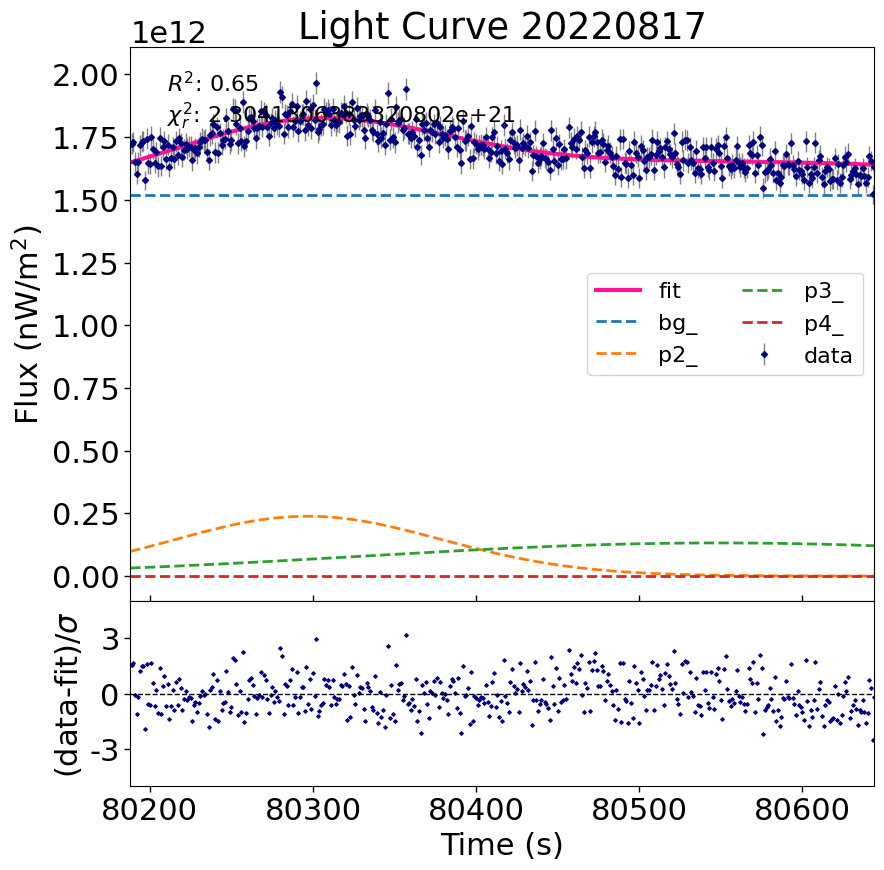 Light Curve 20220817
1e12
R²: 0.65
2.00
1.75
1.50
1.25
1.00
0.75
0.50
0.25
0.00
Flux (nW/m²)
fit
bg_
p2_
p3_
p4_
data
3
0
-3
(data-fit)/σ
80200
80300
80400
80500
80600
Time (s)